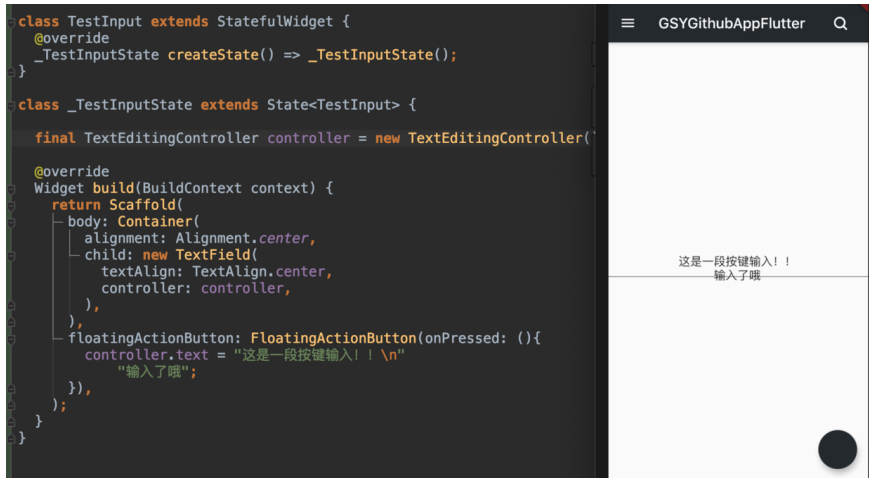 class TestInput extends StatefulWidget {
@override
_TestInputState createState() => _TestInputState();
}
class _TestInputState extends State<TestInput> {
final TextEditingController controller = new TextEditingController(
@override
Widget build(BuildContext context) {
return Scaffold(
body: Container(
alignment: Alignment.center,
child: new TextField(
textAlign: TextAlign.center,
controller: controller,
),
),
floatingActionButton: FloatingActionButton(onPressed: (){
controller.text = "这是一段按键输入！！\n"
"输入了哦";
}),
);
}
}
GSYGithubAppFlutter
这是一段按键输入！！
输入了哦